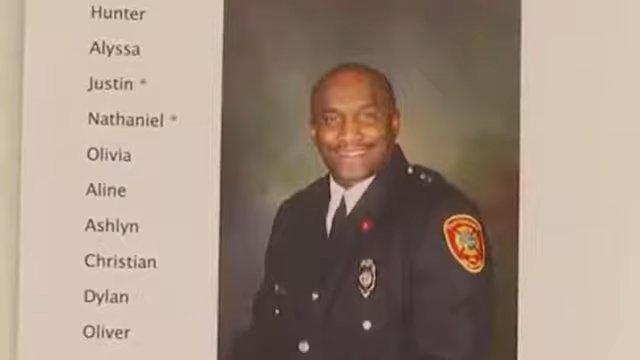 Hunter
Alyssa
Justin *
Nathaniel *
Olivia
Aline
Ashlyn
Christian
Dylan
Oliver